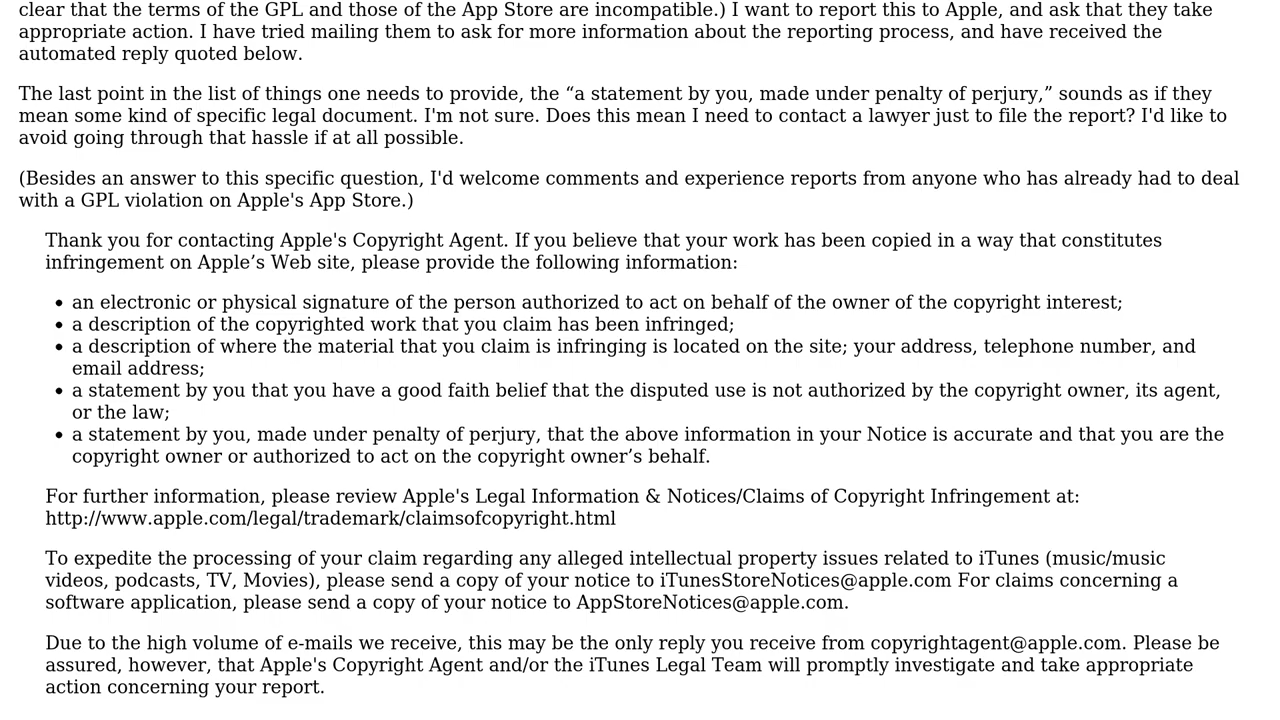 clear that the terms of the GPL and those of the App Store are incompatible.) I want to report this to Apple, and ask that they take
appropriate action. I have tried mailing them to ask for more information about the reporting process, and have received the
automated reply quoted below.
The last point in the list of things one needs to provide, the “a statement by you, made under penalty of perjury,” sounds as if they
mean some kind of specific legal document. I'm not sure. Does this mean I need to contact a lawyer just to file the report? I'd like to
avoid going through that hassle if at all possible.
(Besides an answer to this specific question, I'd welcome comments and experience reports from anyone who has already had to deal
with a GPL violation on Apple's App Store.)
Thank you for contacting Apple's Copyright Agent. If you believe that your work has been copied in a way that constitutes
infringement on Apple’s Web site, please provide the following information:
• an electronic or physical signature of the person authorized to act on behalf of the owner of the copyright interest;
• a description of the copyrighted work that you claim has been infringed;
• a description of where the material that you claim is infringing is located on the site; your address, telephone number, and
email address;
• a statement by you that you have a good faith belief that the disputed use is not authorized by the copyright owner, its agent,
or the law;
• a statement by you, made under penalty of perjury, that the above information in your Notice is accurate and that you are the
copyright owner or authorized to act on the copyright owner’s behalf.
For further information, please review Apple's Legal Information & Notices/Claims of Copyright Infringement at:
http://www.apple.com/legal/trademark/claimsofcopyright.html
To expedite the processing of your claim regarding any alleged intellectual property issues related to iTunes (music/music
videos, podcasts, TV, Movies), please send a copy of your notice to iTunesStoreNotices@apple.com For claims concerning a
software application, please send a copy of your notice to AppStoreNotices@apple.com.
Due to the high volume of e-mails we receive, this may be the only reply you receive from copyrightagent@apple.com. Please be
assured, however, that Apple's Copyright Agent and/or the iTunes Legal Team will promptly investigate and take appropriate
action concerning your report.